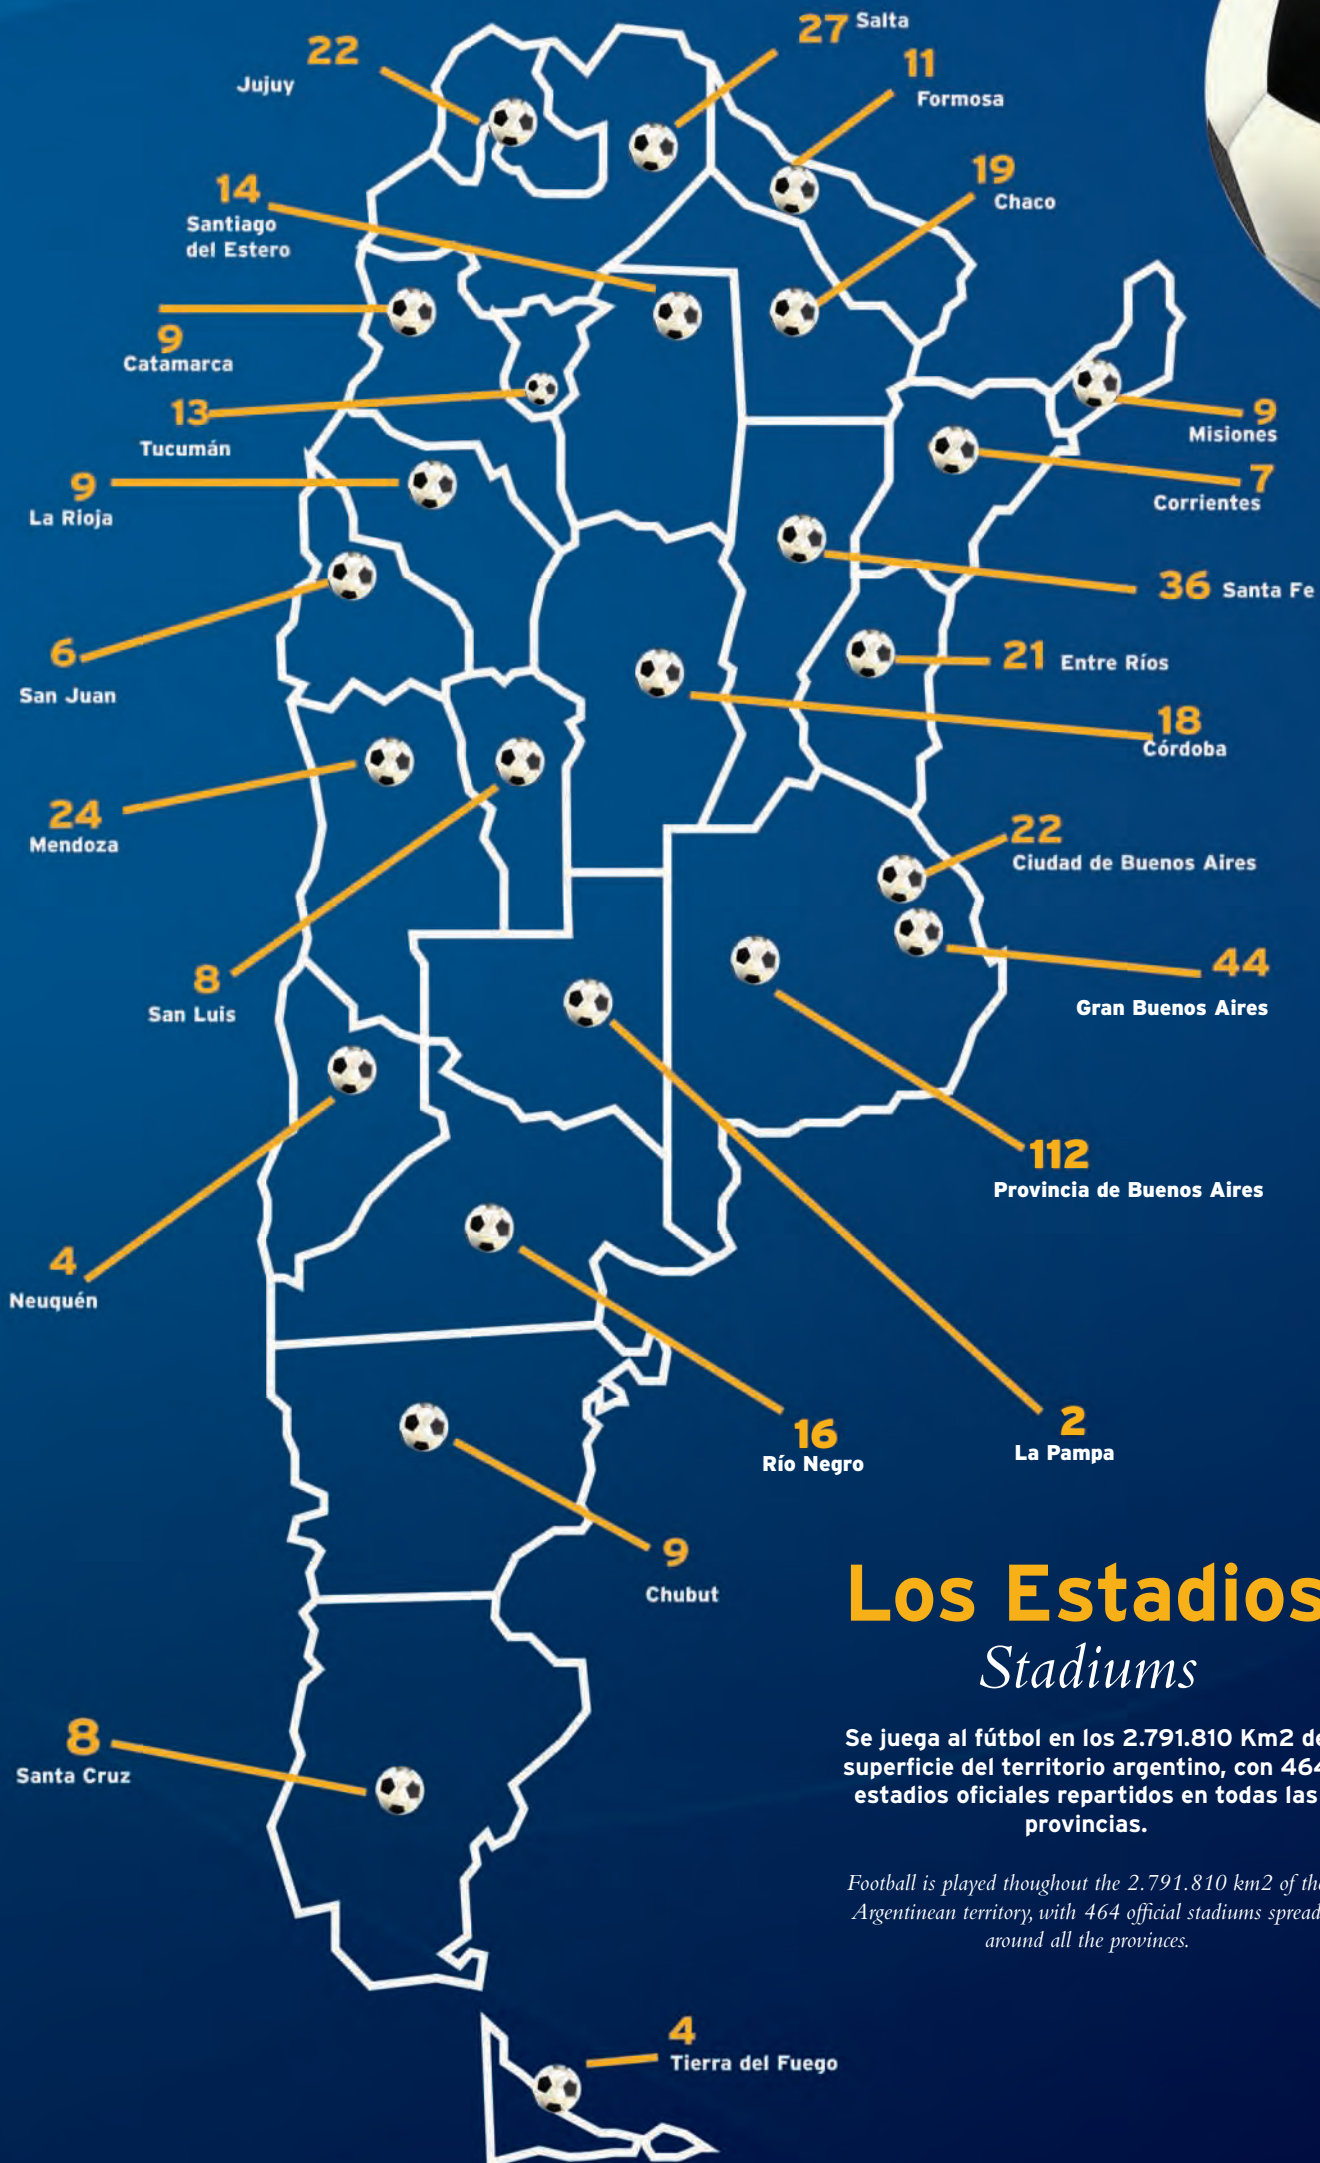 27 Salta
22
Jujuy
11
Formosa
19
Chaco
14
Santiago
del Estero
9
Catamarca
13
Tucumán
9
Misiones
7
Corrientes
9
La Rioja
36 Santa Fe
6
San Juan
21 Entre Ríos
18
Córdoba
24
Mendoza
22
Ciudad de Buenos Aires
8
San Luis
44
Gran Buenos Aires
112
Provincia de Buenos Aires
4
Neuquén
16
Río Negro
2
La Pampa
9
Chubut
8
Santa Cruz
4
Tierra del Fuego
Los Estadios
Stadiums
Se juega al fútbol en los 2.791.810 Km2 de
superficie del territorio argentino, con 464
estadios oficiales repartidos en todas las
provincias.
Football is played thoughout the 2.791.810 km2 of the
Argentinean territory, with 464 official stadiums spread
around all the provinces.